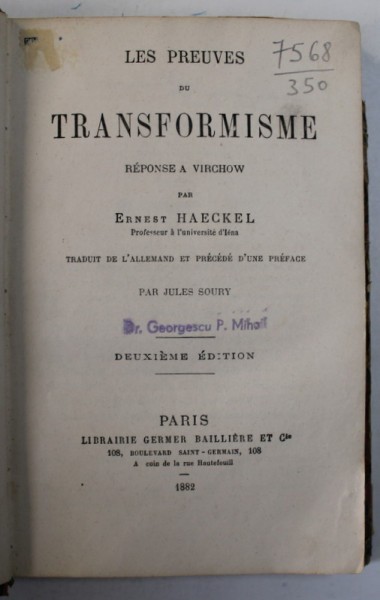 LES PREUVES
7568
350
DU
TRANSFORMISME
RÉPONSE A VIRCHOW
PAR
ERNEST HAECKEL
Professeur à l'université d'Iéna
TRADUIT DE L'ALLEMAND ET PRÉCÉDÉ D'UNE PRÉFACE
PAR JULES SOURY
Dr. Georgescu P. Mihail
DEUXIÈME ÉDITION
PARIS
LIBRAIRIE GERMER BAILLIÈRE ET Cie
108, BOULEVARD SAINT-GERMAIN, 108
A coin de la rue Hautefeuill
1882